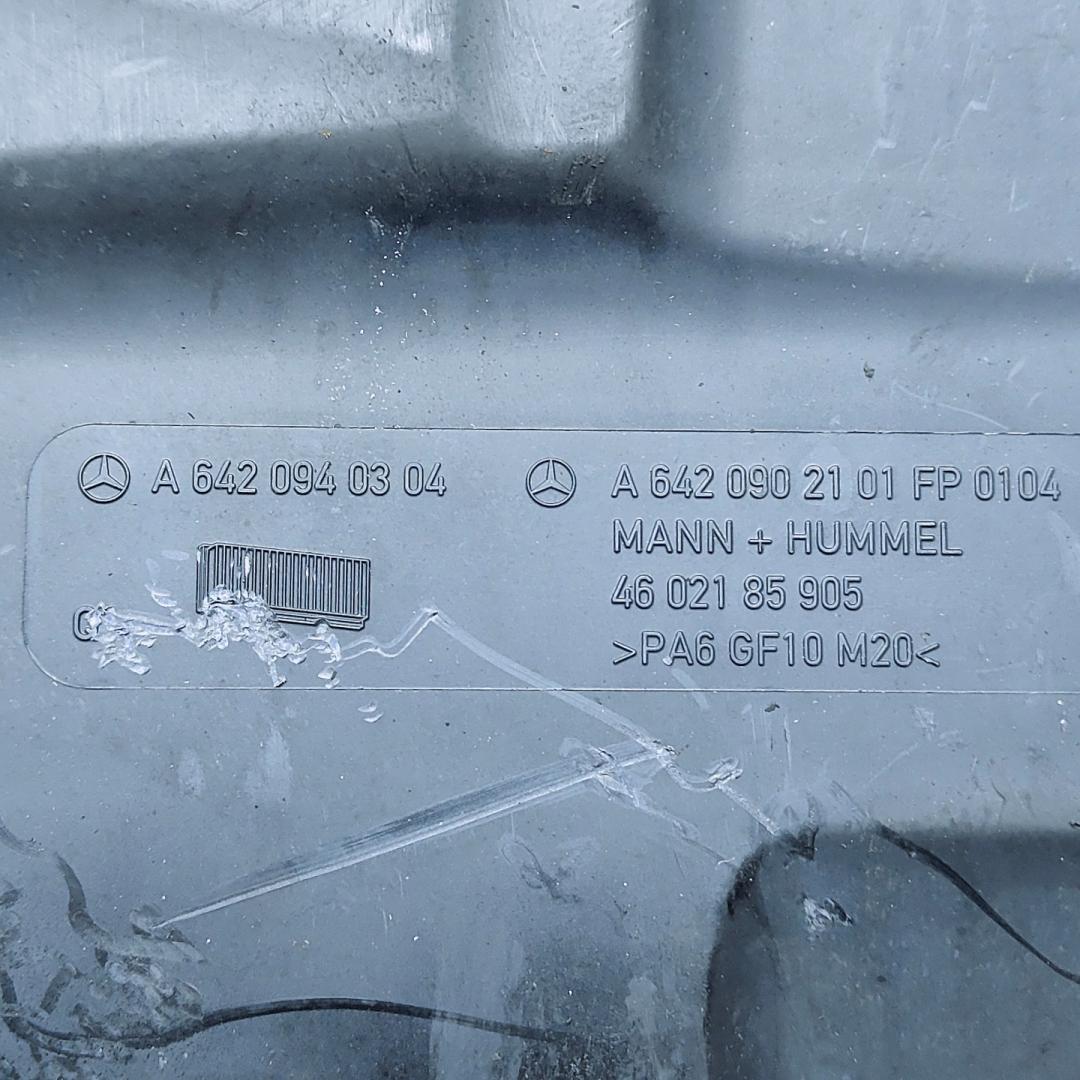 A 642 094 03 04
A 642 090 21 01 FP 0104
MANN + HUMMEL
46 021 85 905
>PA6 GF10 M20<